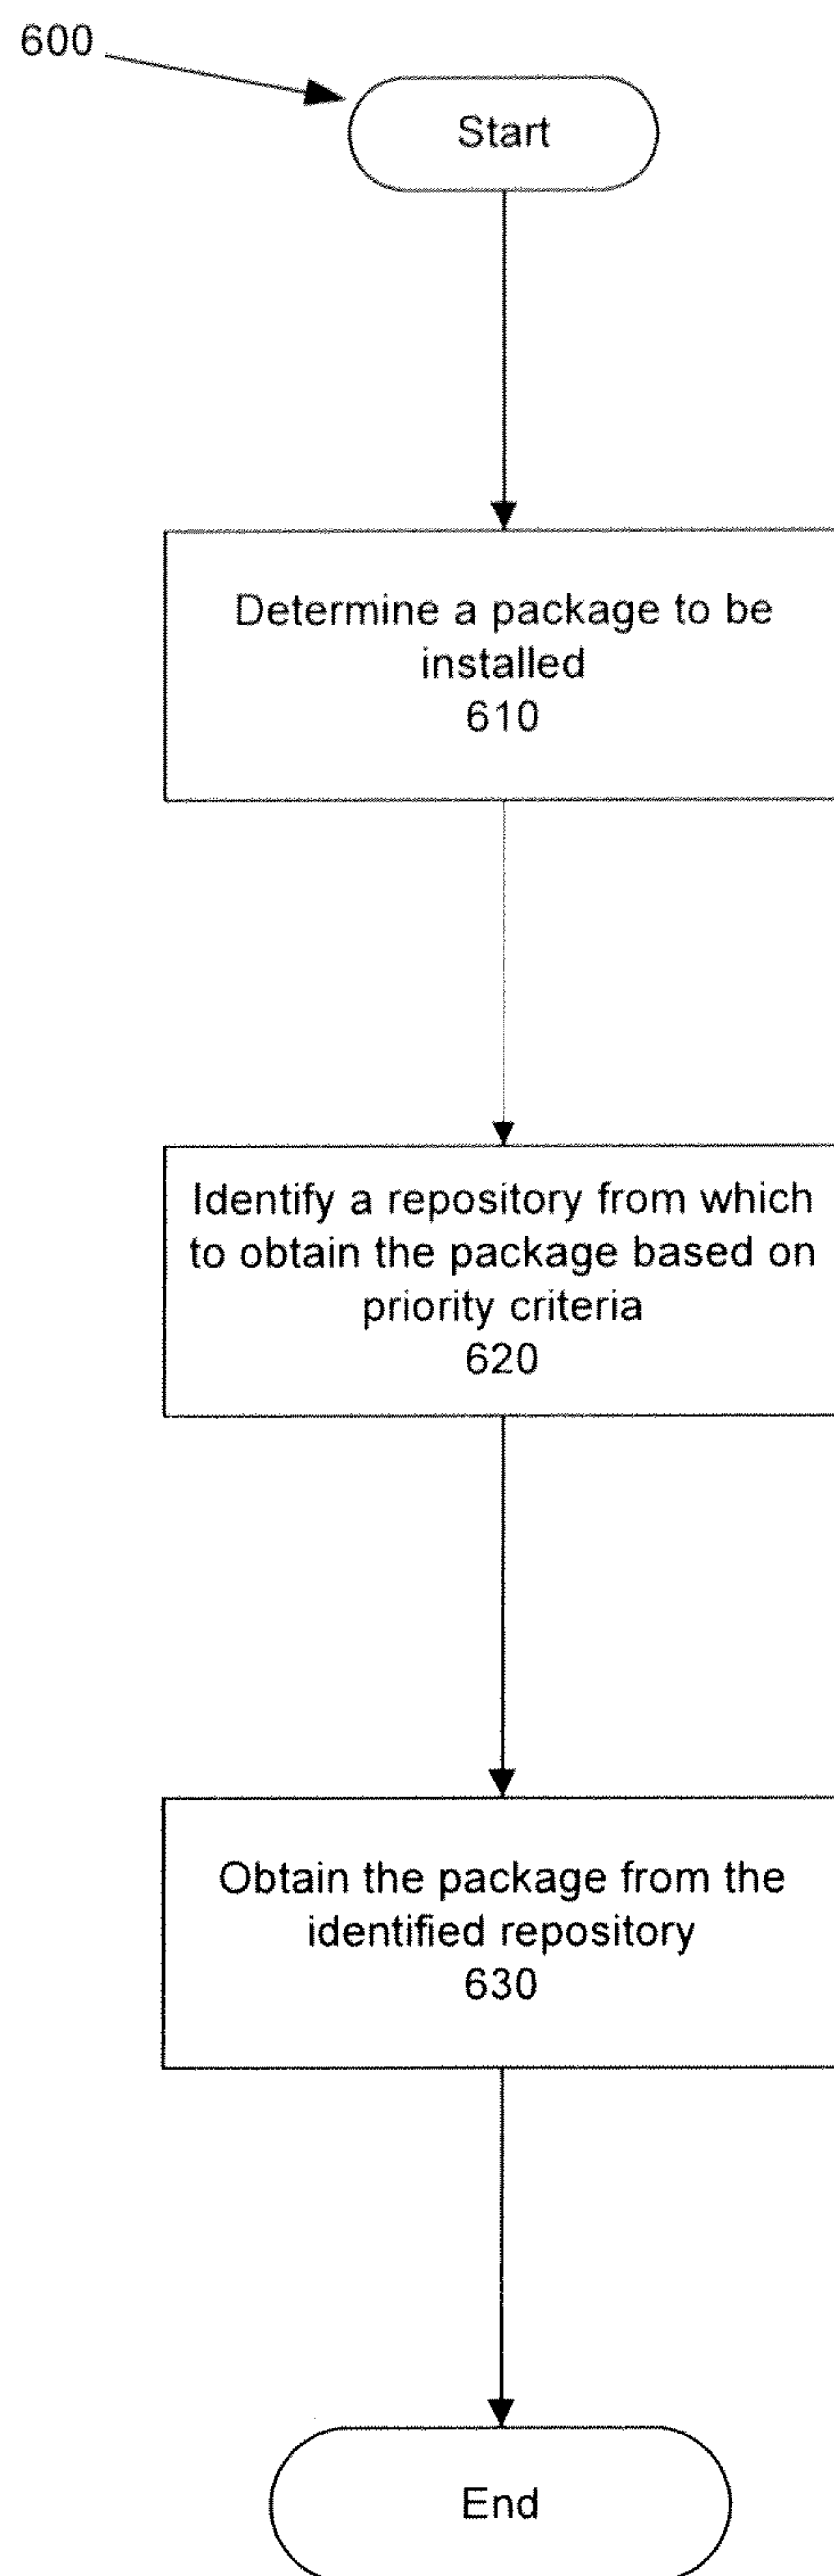 600
Start
Determine a package to be
installed
610
Identify a repository from which
to obtain the package based on
priority criteria
620
Obtain the package from the
identified repository
630
End